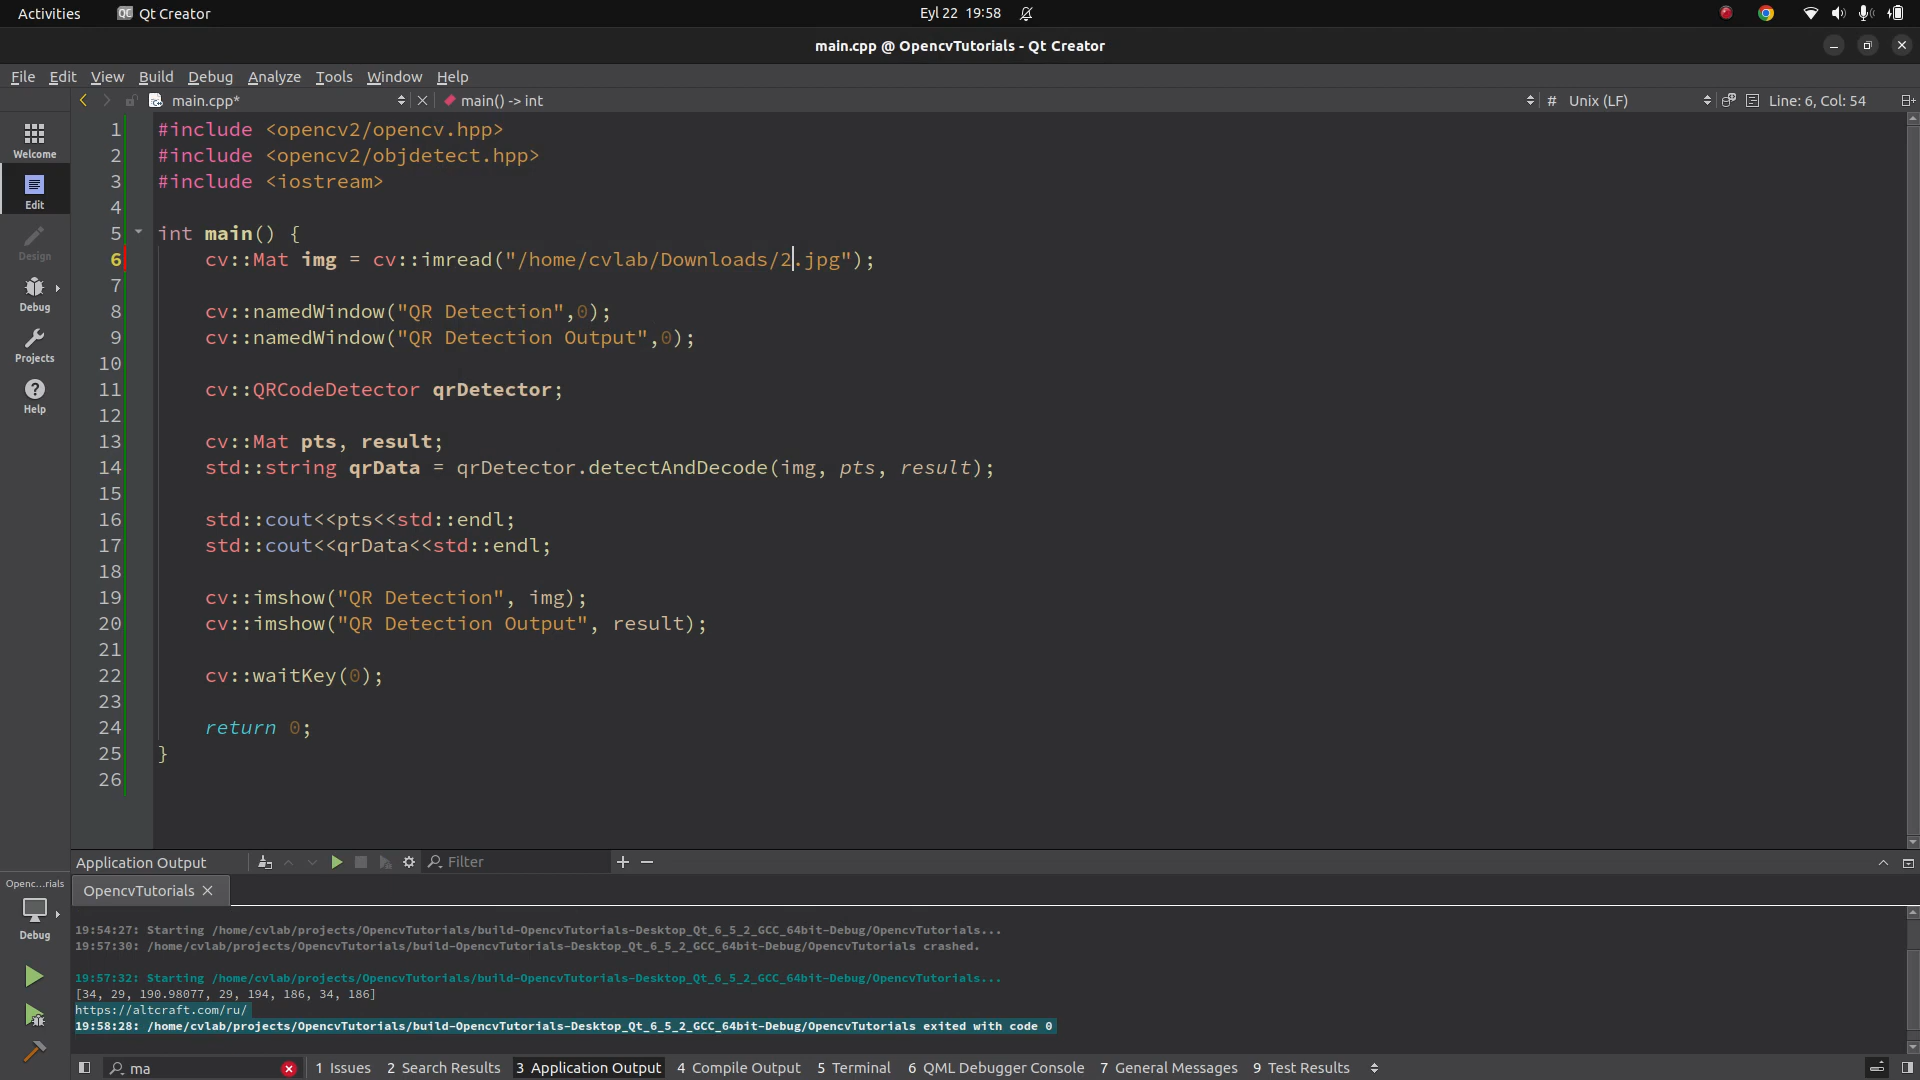 Activities Qt Creator Eyl 22 19:58
main.cpp @ OpencvTutorials - Qt Creator
File Edit View Build Debug Analyze Tools Window Help
main.cpp* main() -> int # Unix (LF) Line: 6, Col: 54
Welcome
Edit
Design
Debug
Projects
Help
1 #include <opencv2/opencv.hpp>
2 #include <opencv2/objdetect.hpp>
3 #include <iostream>
4
5 int main() {
6 cv::Mat img = cv::imread("/home/cvlab/Downloads/2.jpg");
7
8 cv::namedWindow("QR Detection",0);
9 cv::namedWindow("QR Detection Output",0);
10
11 cv::QRCodeDetector qrDetector;
12
13 cv::Mat pts, result;
14 std::string qrData = qrDetector.detectAndDecode(img, pts, result);
15
16 std::cout<<pts<<std::endl;
17 std::cout<<qrData<<std::endl;
18
19 cv::imshow("QR Detection", img);
20 cv::imshow("QR Detection Output", result);
21
22 cv::waitKey(0);
23
24 return 0;
25 }
26
Application Output Filter
Openc...rials
Debug
OpencvTutorials
19:54:27: Starting /home/cvlab/projects/OpencvTutorials/build-OpencvTutorials-Desktop_Qt_6_5_2_GCC_64bit-Debug/OpencvTutorials...
19:57:30: /home/cvlab/projects/OpencvTutorials/build-OpencvTutorials-Desktop_Qt_6_5_2_GCC_64bit-Debug/OpencvTutorials crashed.
19:57:32: Starting /home/cvlab/projects/OpencvTutorials/build-OpencvTutorials-Desktop_Qt_6_5_2_GCC_64bit-Debug/OpencvTutorials...
[34, 29, 190.98077, 29, 194, 186, 34, 186]
https://altcraft.com/ru/
19:58:28: /home/cvlab/projects/OpencvTutorials/build-OpencvTutorials-Desktop_Qt_6_5_2_GCC_64bit-Debug/OpencvTutorials exited with code 0
ma 1 Issues 2 Search Results 3 Application Output 4 Compile Output 5 Terminal 6 QML Debugger Console 7 General Messages 9 Test Results